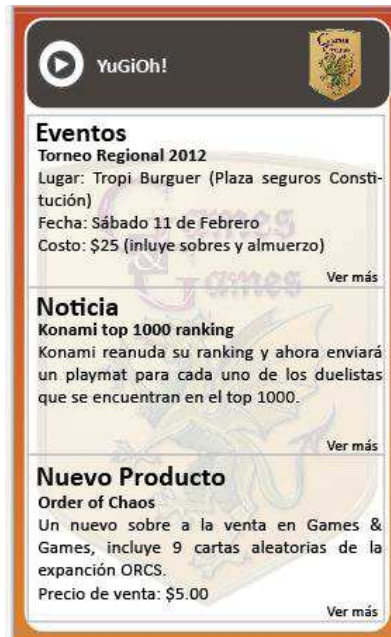 YuGiOh!
Eventos
Torneo Regional 2012
Lugar: Tropi Burguer (Plaza seguros Consti-
tución)
Fecha: Sábado 11 de Febrero
Costo: $25 (inluye sobres y almuerzo)
Ver más
Noticia
Konami top 1000 ranking
Konami reanuda su ranking y ahora enviará
un playmat para cada uno de los duelistas
que se encuentran en el top 1000.
Ver más
Nuevo Producto
Order of Chaos
Un nuevo sobre a la venta en Games &
Games, incluye 9 cartas aleatorias de la
expanción ORCS.
Precio de venta: $5.00
Ver más
Games
&
Games